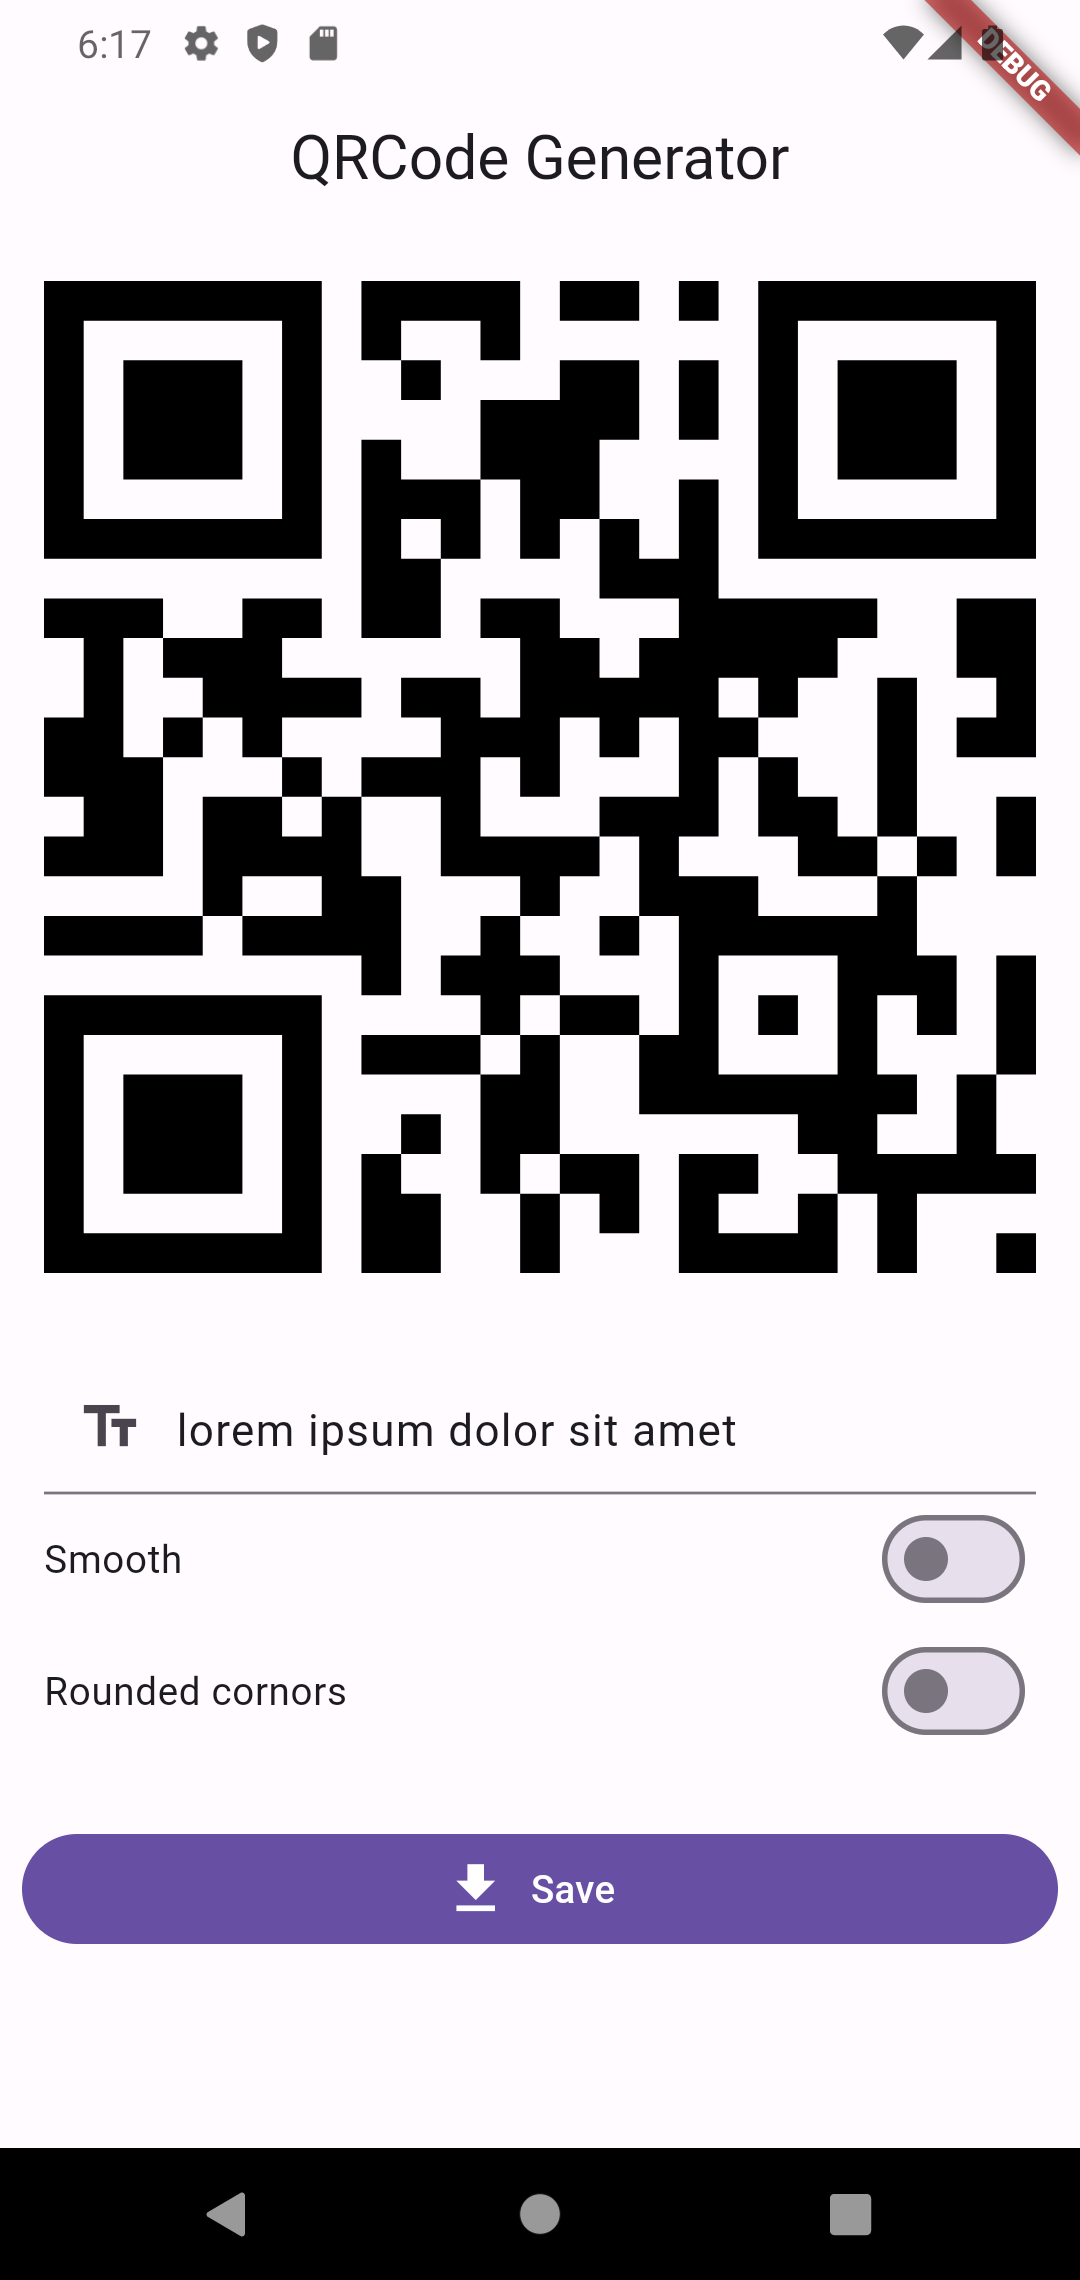 6:17
DEBUG
QRCode Generator
lorem ipsum dolor sit amet
Smooth
Rounded cornors
Save